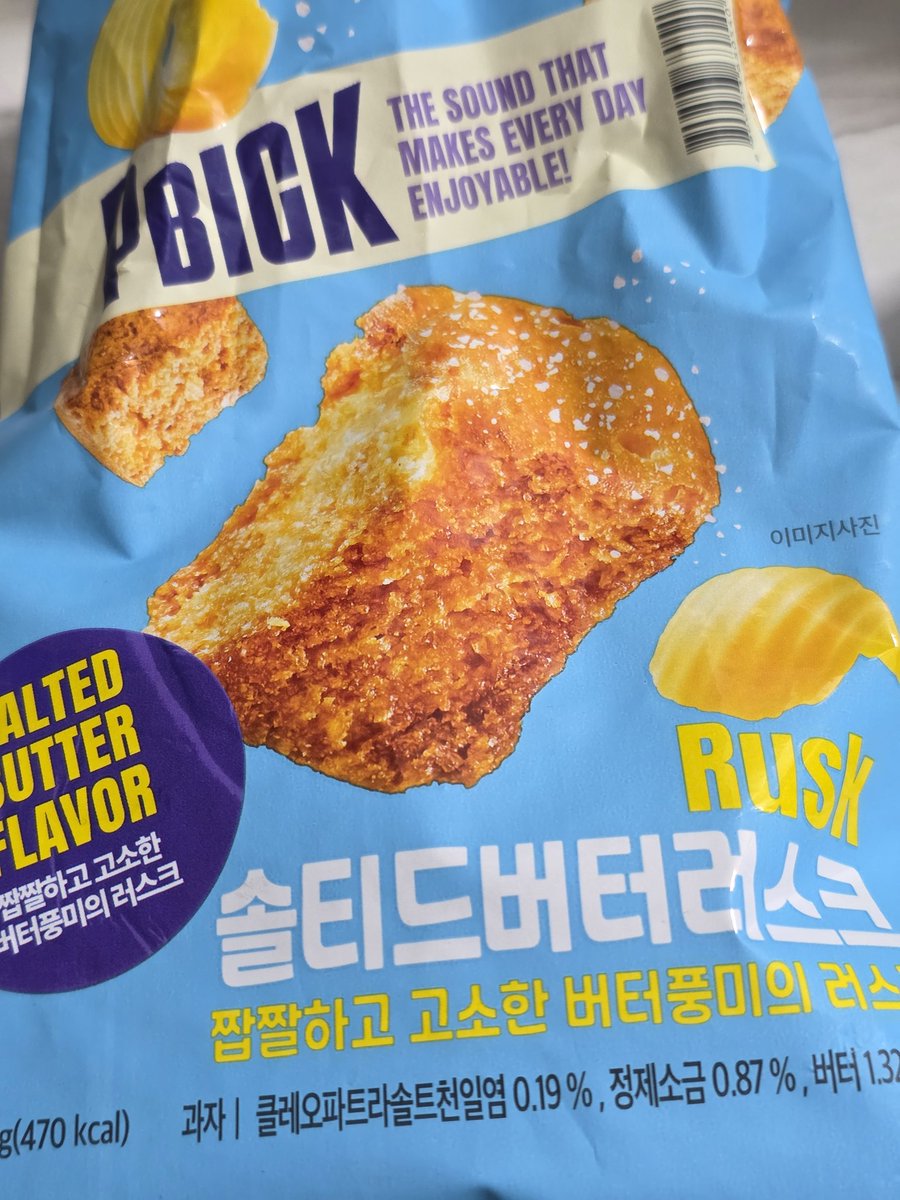 PBICK
THE SOUND THAT
MAKES EVERY DAY
ENJOYABLE!
이미지사진
ALTED
BUTTER
FLAVOR
짭짤하고 고소한
버터풍미의 러스크
Rusk
솔티드버터러스크
짭짤하고 고소한 버터풍미의 러스
g(470 kcal)
과자 | 클레오파트라솔트천일염 0.19 % , 정제소금 0.87 % , 버터 1.32